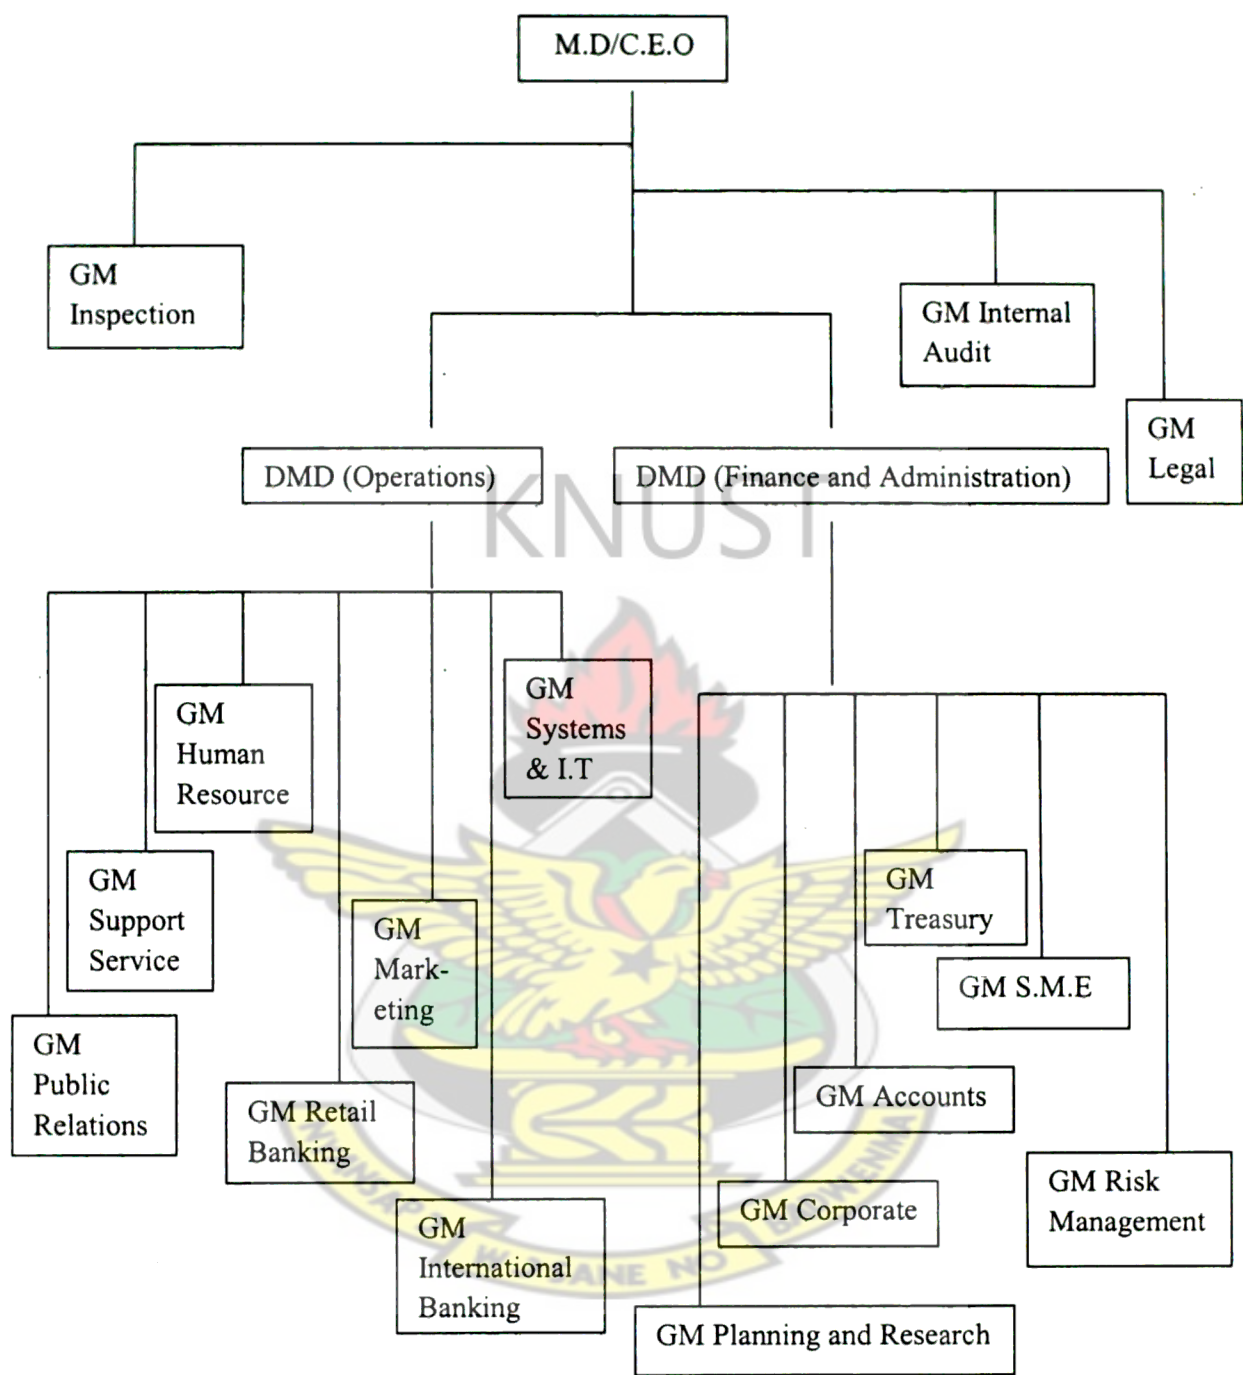 M.D/C.E.O
GM
Inspection
GM Internal
Audit
GM
Legal
DMD (Operations)
DMD (Finance and Administration)
KNUST
GM
Systems
& I.T
GM
Human
Resource
GM
Support
Service
GM
Mark-
eting
GM
Treasury
GM S.M.E
GM
Public
Relations
GM Retail
Banking
GM Accounts
GM Corporate
GM Risk
Management
GM
International
Banking
GM Planning and Research
SANE NO